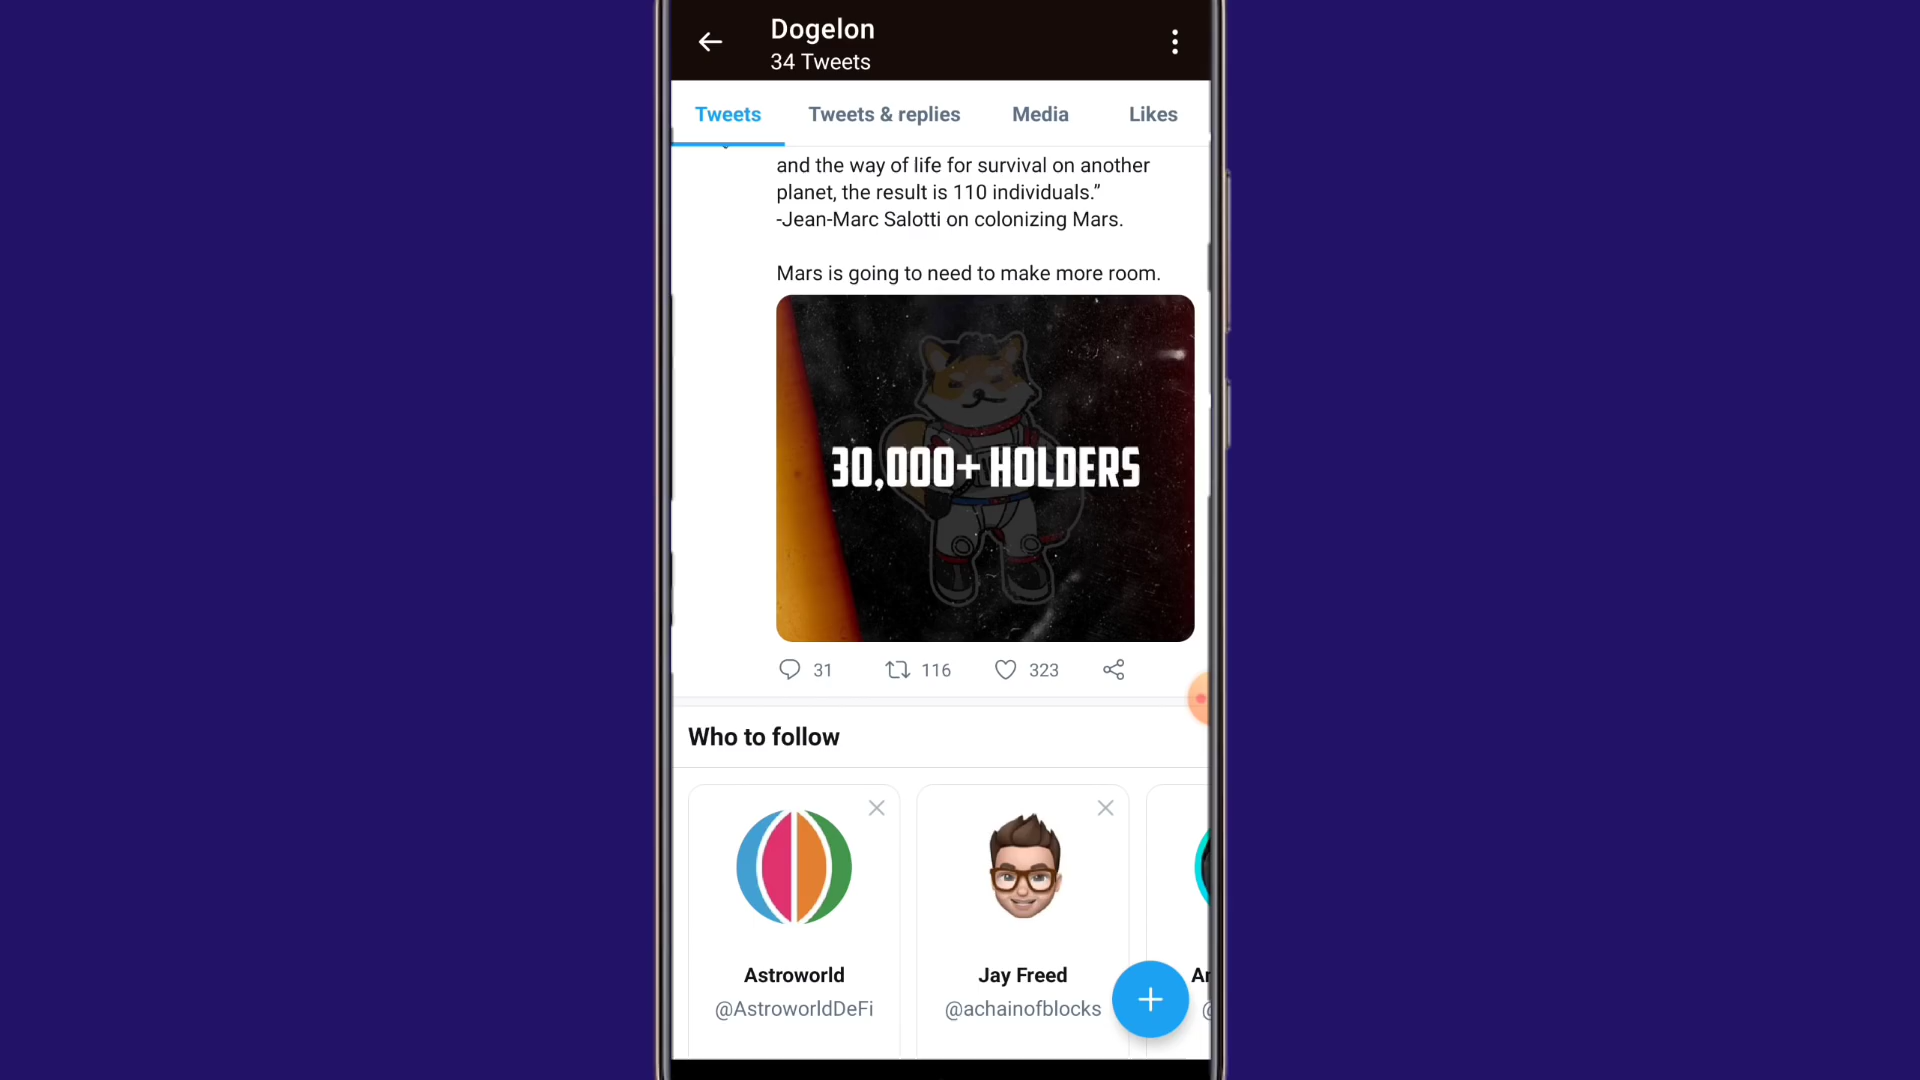 Dogelon
34 Tweets
Tweets
Tweets & replies
Media
Likes
and the way of life for survival on another
planet, the result is 110 individuals.”
-Jean-Marc Salotti on colonizing Mars.
Mars is going to need to make more room.
30,000+ HOLDERS
31
116
323
Who to follow
Astroworld
@AstroworldDeFi
Jay Freed
@achainofblocks